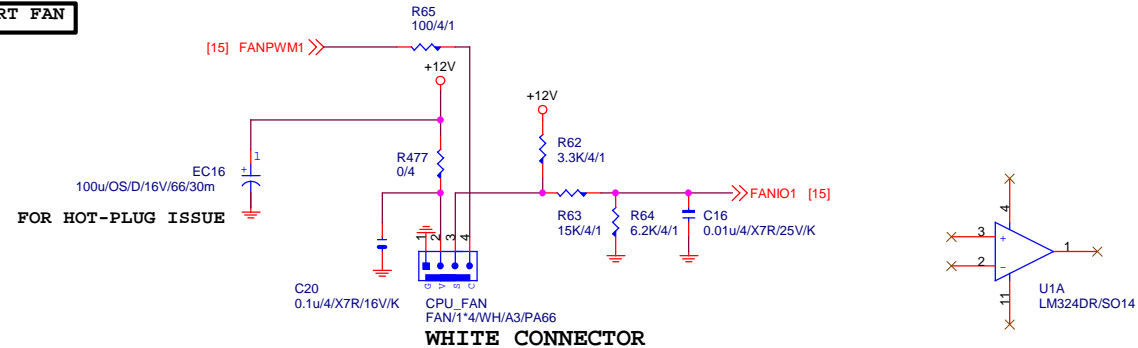 RT FAN
R65
100/4/1
[15] FANPWM1
+12V
+12V
R62
3.3K/4/1
R477
0/4
1
EC16
+
100u/OS/D/16V/66/30m
FANIO1 [15]
FOR HOT-PLUG ISSUE
R63
15K/4/1
R64
6.2K/4/1
C16
0.01u/4/X7R/25V/K
1
2
3
4
G
V
S
C
C20
0.1u/4/X7R/16V/K
CPU_FAN
FAN/1*4/WH/A3/PA66
WHITE CONNECTOR
4
3
+
1
2
-
11
U1A
LM324DR/SO14